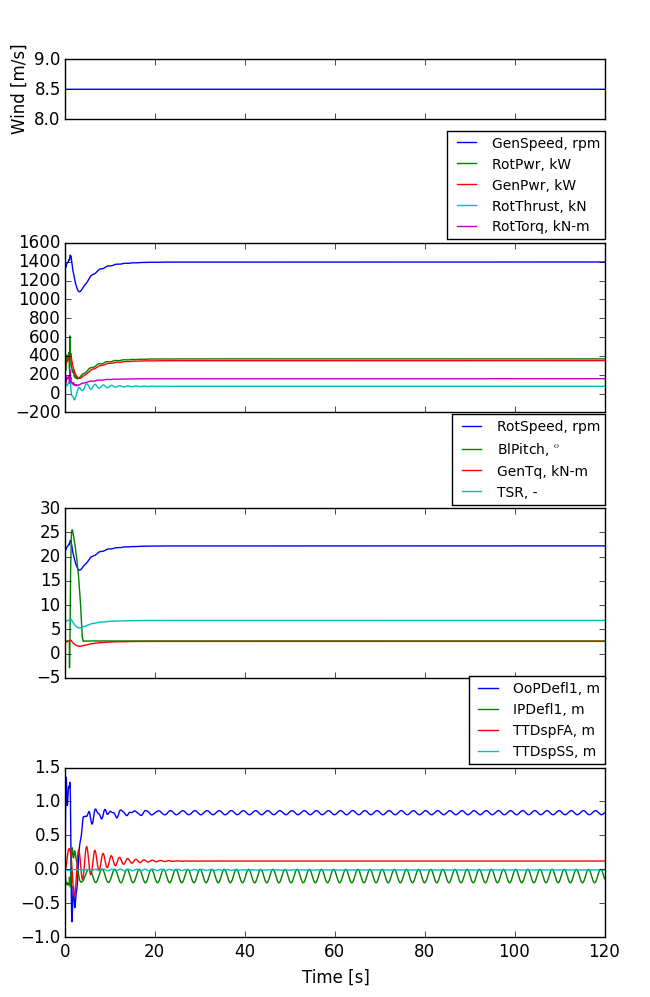 Wind [m/s]
9.0
8.5
8.0
GenSpeed, rpm
RotPwr, kW
GenPwr, kW
RotThrust, kN
RotTorq, kN-m
1600
1400
1200
1000
800
600
400
200
0
−200
RotSpeed, rpm
BlPitch, °
GenTq, kN-m
TSR, -
30
25
20
15
10
5
0
−5
OoPDefl1, m
IPDefl1, m
TTDspFA, m
TTDspSS, m
1.5
1.0
0.5
0.0
−0.5
−1.0
0 20 40 60 80 100 120
Time [s]